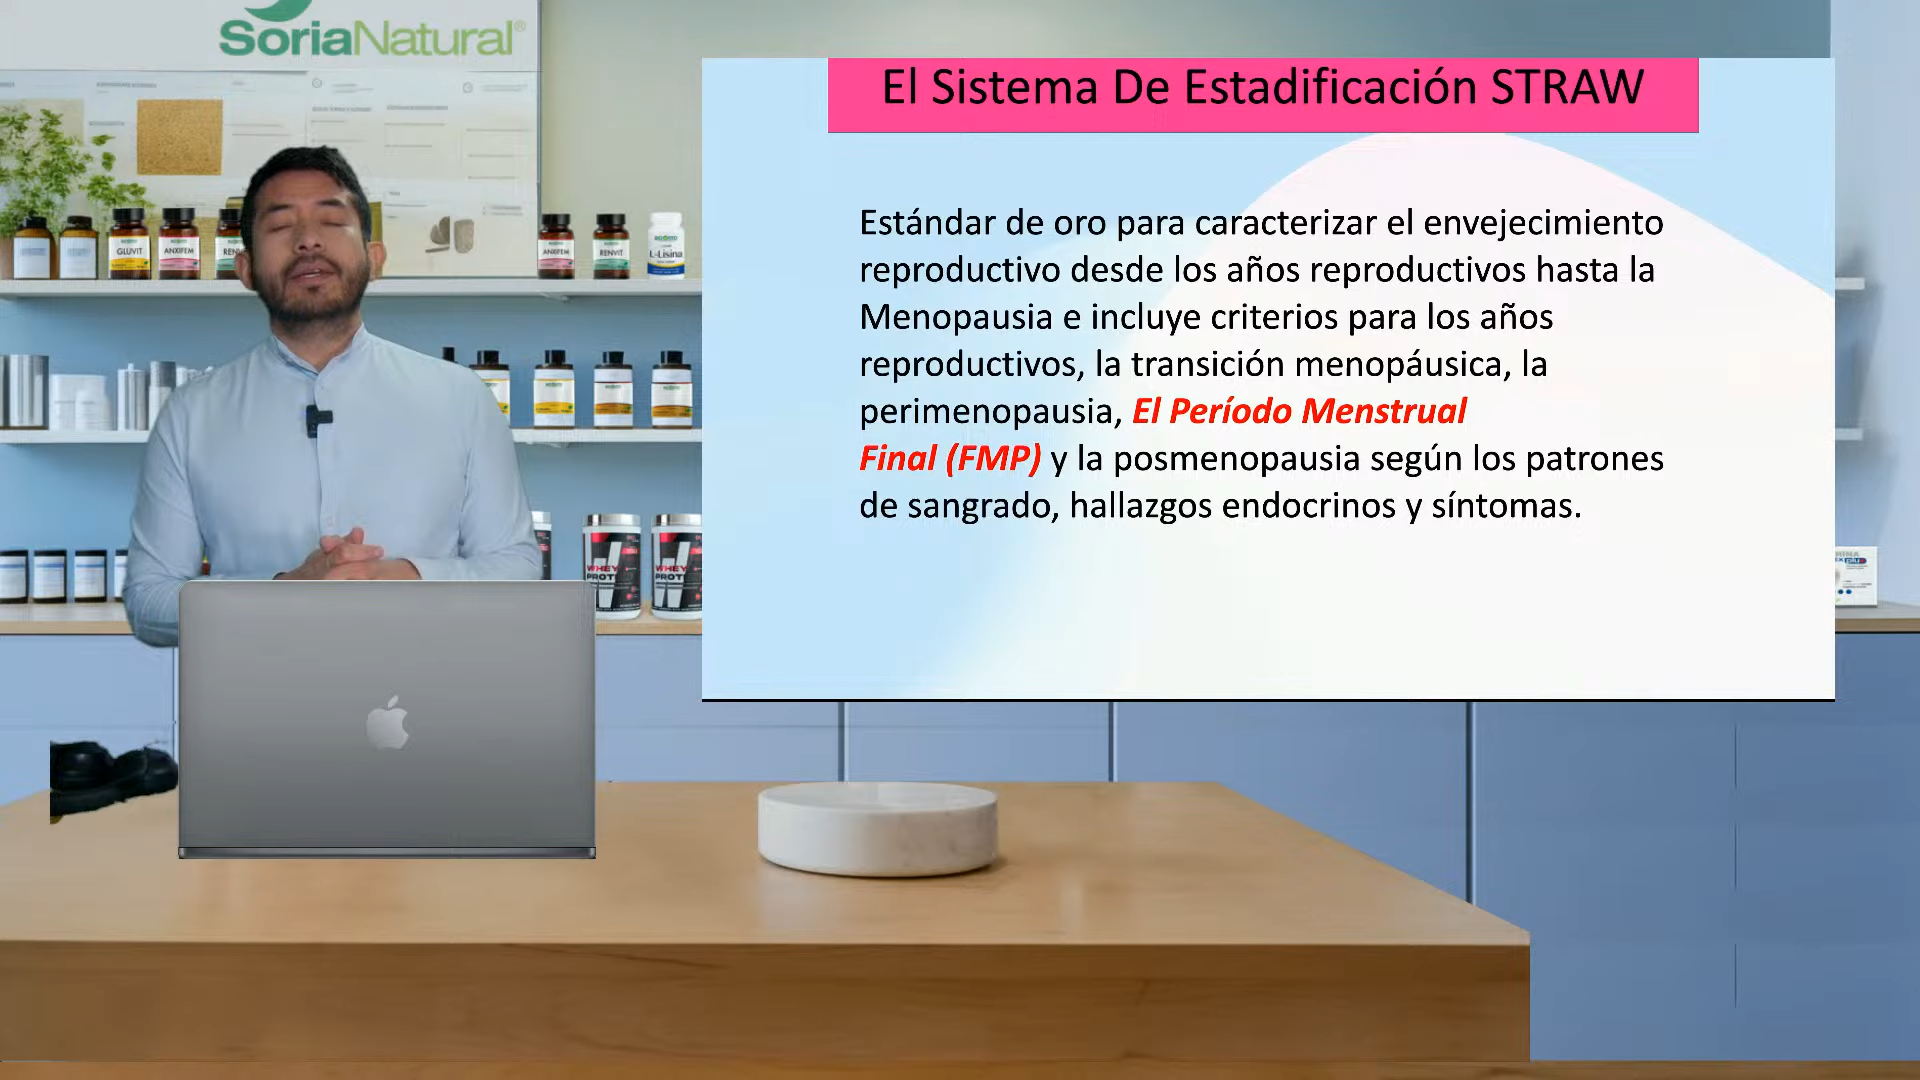 SoriaNatural®
El Sistema De Estadificación STRAW
Estándar de oro para caracterizar el envejecimiento
reproductivo desde los años reproductivos hasta la
Menopausia e incluye criterios para los años
reproductivos, la transición menopáusica, la
perimenopausia, El Período Menstrual
Final (FMP) y la posmenopausia según los patrones
de sangrado, hallazgos endocrinos y síntomas.
GLUVIT
ANXIFEM
ANXIFEM
RENVIT
L-Lisina
WHEY
PROT
WHEY
PROT